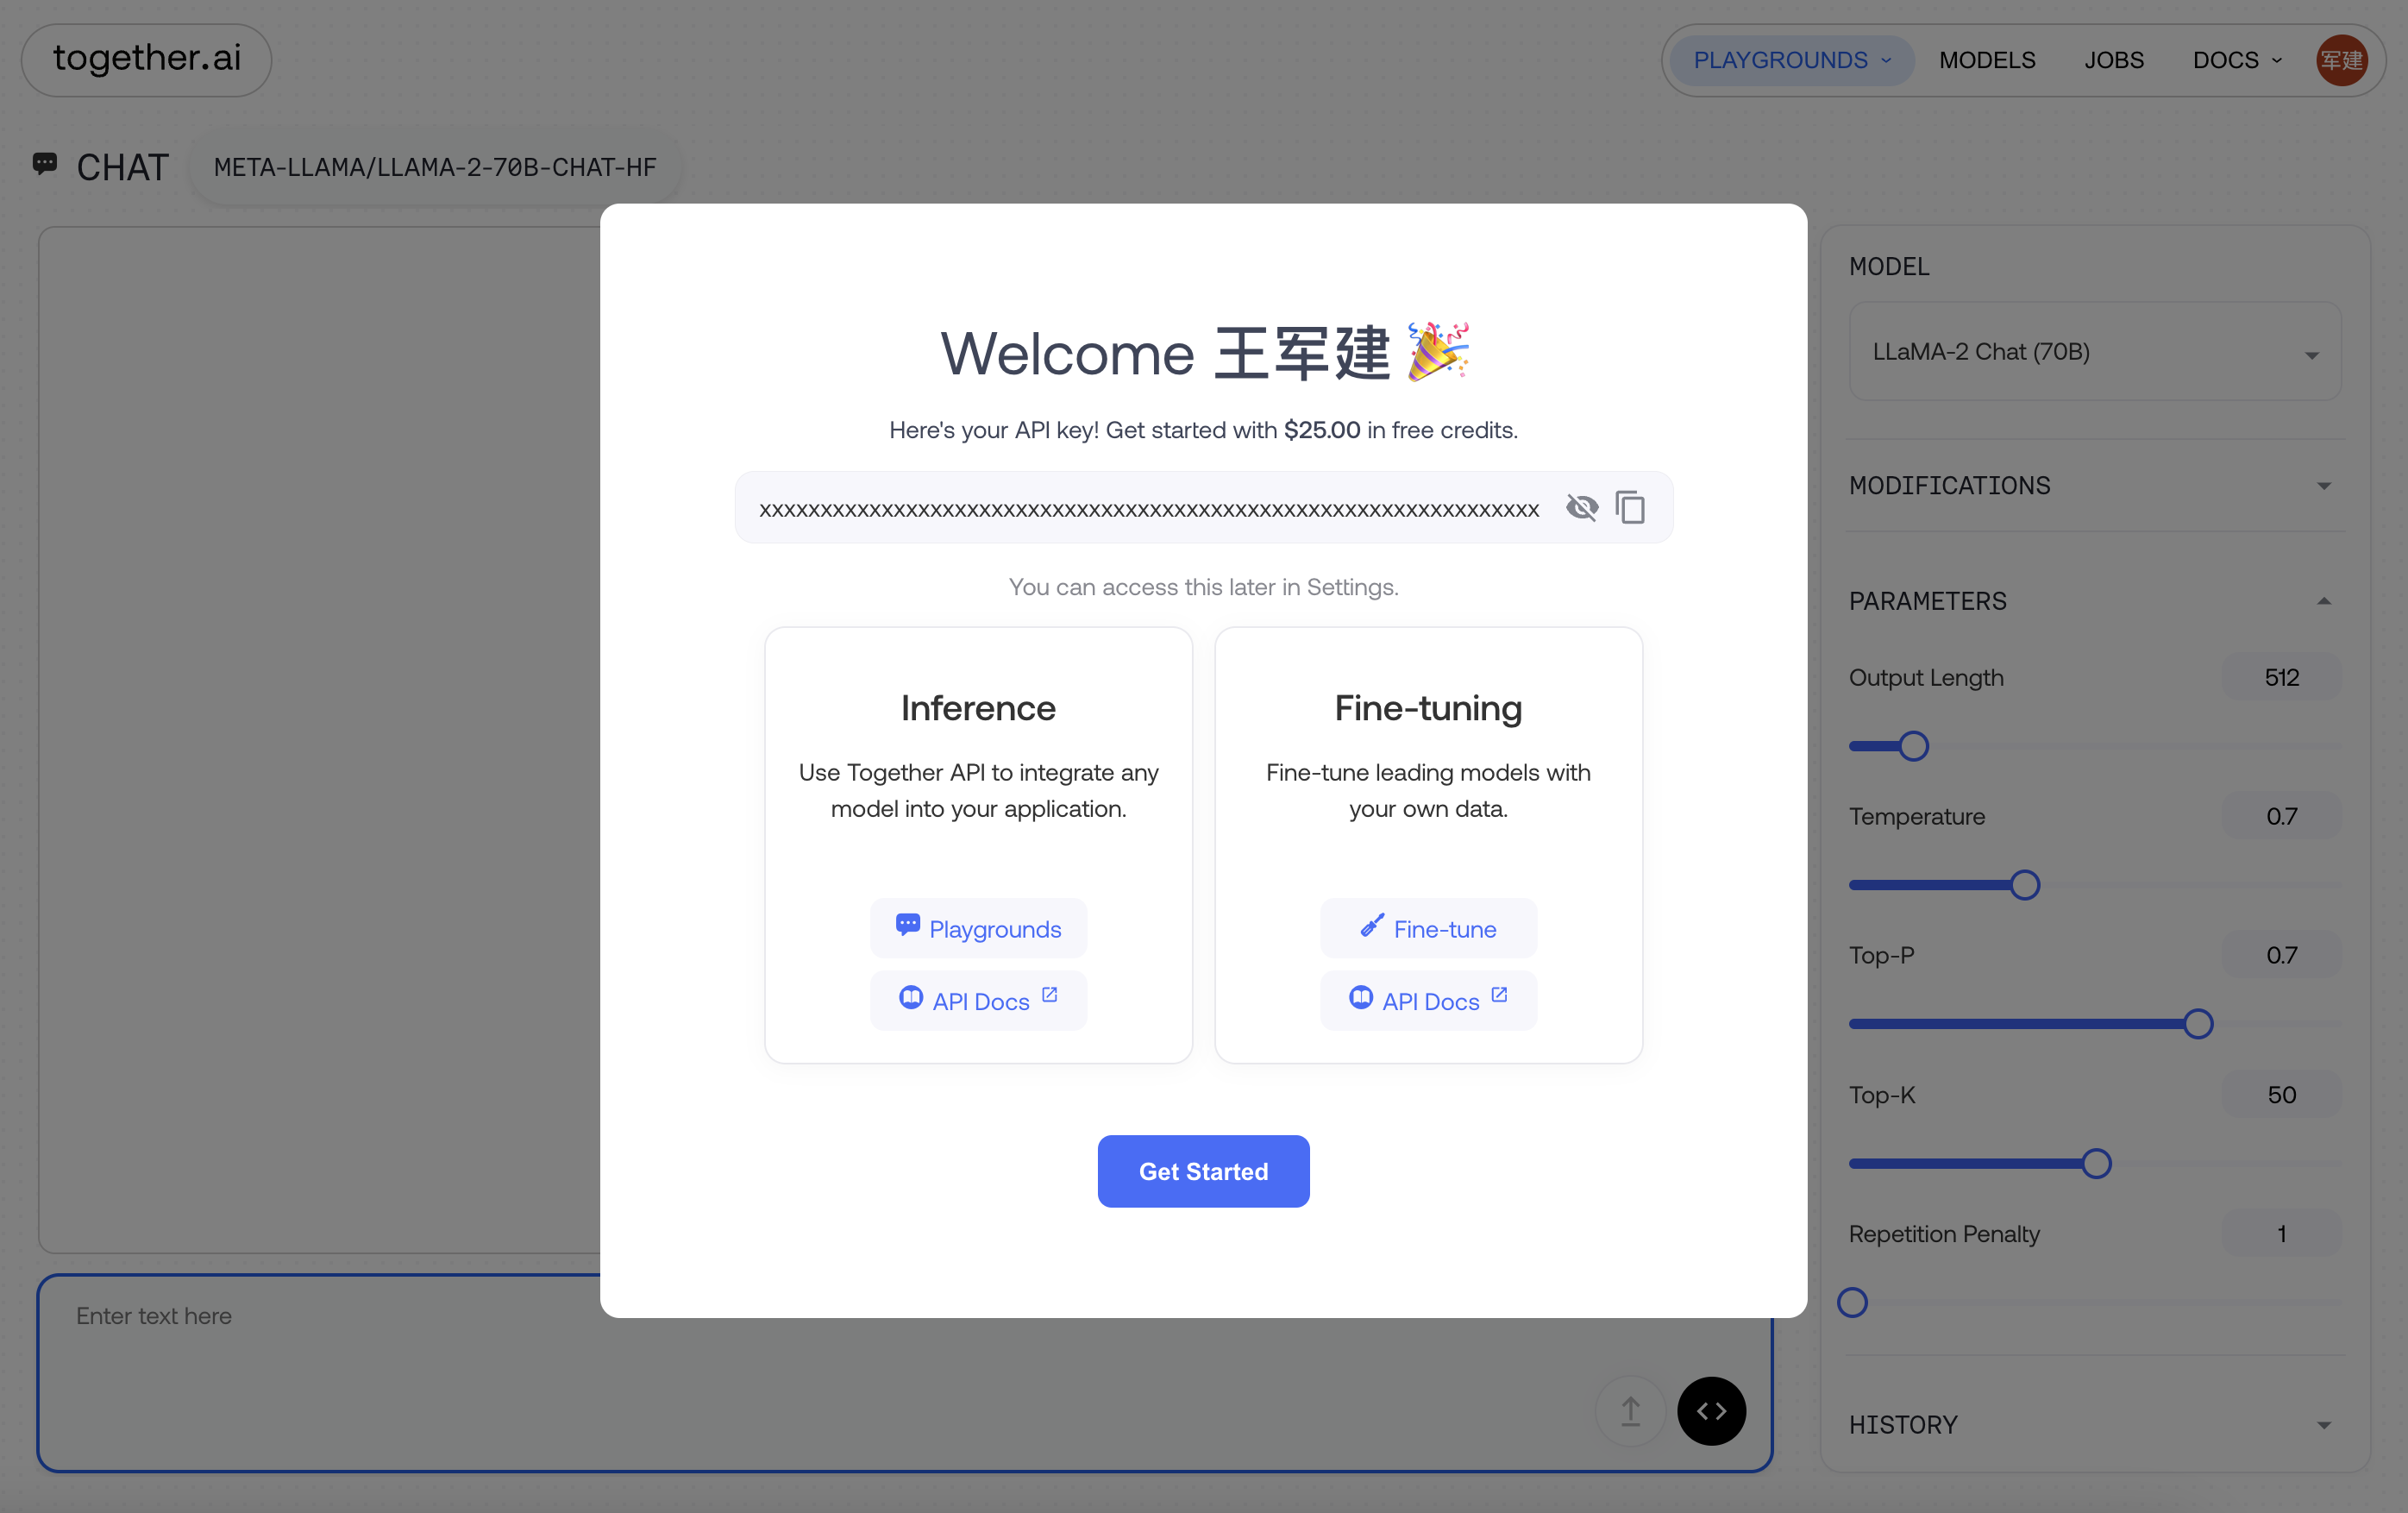 together.ai
PLAYGROUNDS
MODELS
JOBS
DOCS
军建
CHAT
META-LLAMA/LLAMA-2-70B-CHAT-HF
Welcome 王军建 🎉
Here's your API key! Get started with $25.00 in free credits.
xxxxxxxxxxxxxxxxxxxxxxxxxxxxxxxxxxxxxxxxxxxxxxxxxxxxxxxxxxxxxxxx
You can access this later in Settings.
Inference
Use Together API to integrate any
model into your application.
Playgrounds
API Docs
Fine-tuning
Fine-tune leading models with
your own data.
Fine-tune
API Docs
Get Started
Enter text here
MODEL
LLaMA-2 Chat (70B)
MODIFICATIONS
PARAMETERS
Output Length 512
Temperature 0.7
Top-P 0.7
Top-K 50
Repetition Penalty 1
HISTORY